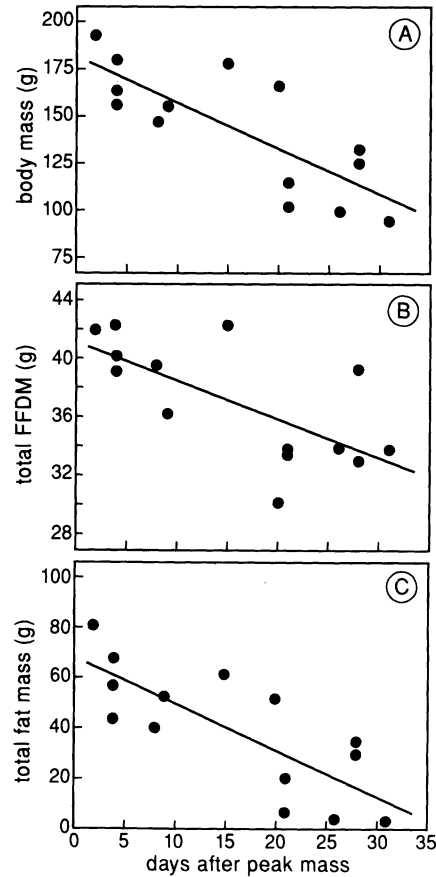 A
200
175
150
125
100
75
body mass (g)
B
44
40
36
32
28
total FFDM (g)
C
100
80
60
40
20
0
total fat mass (g)
0 5 10 15 20 25 30 35
days after peak mass